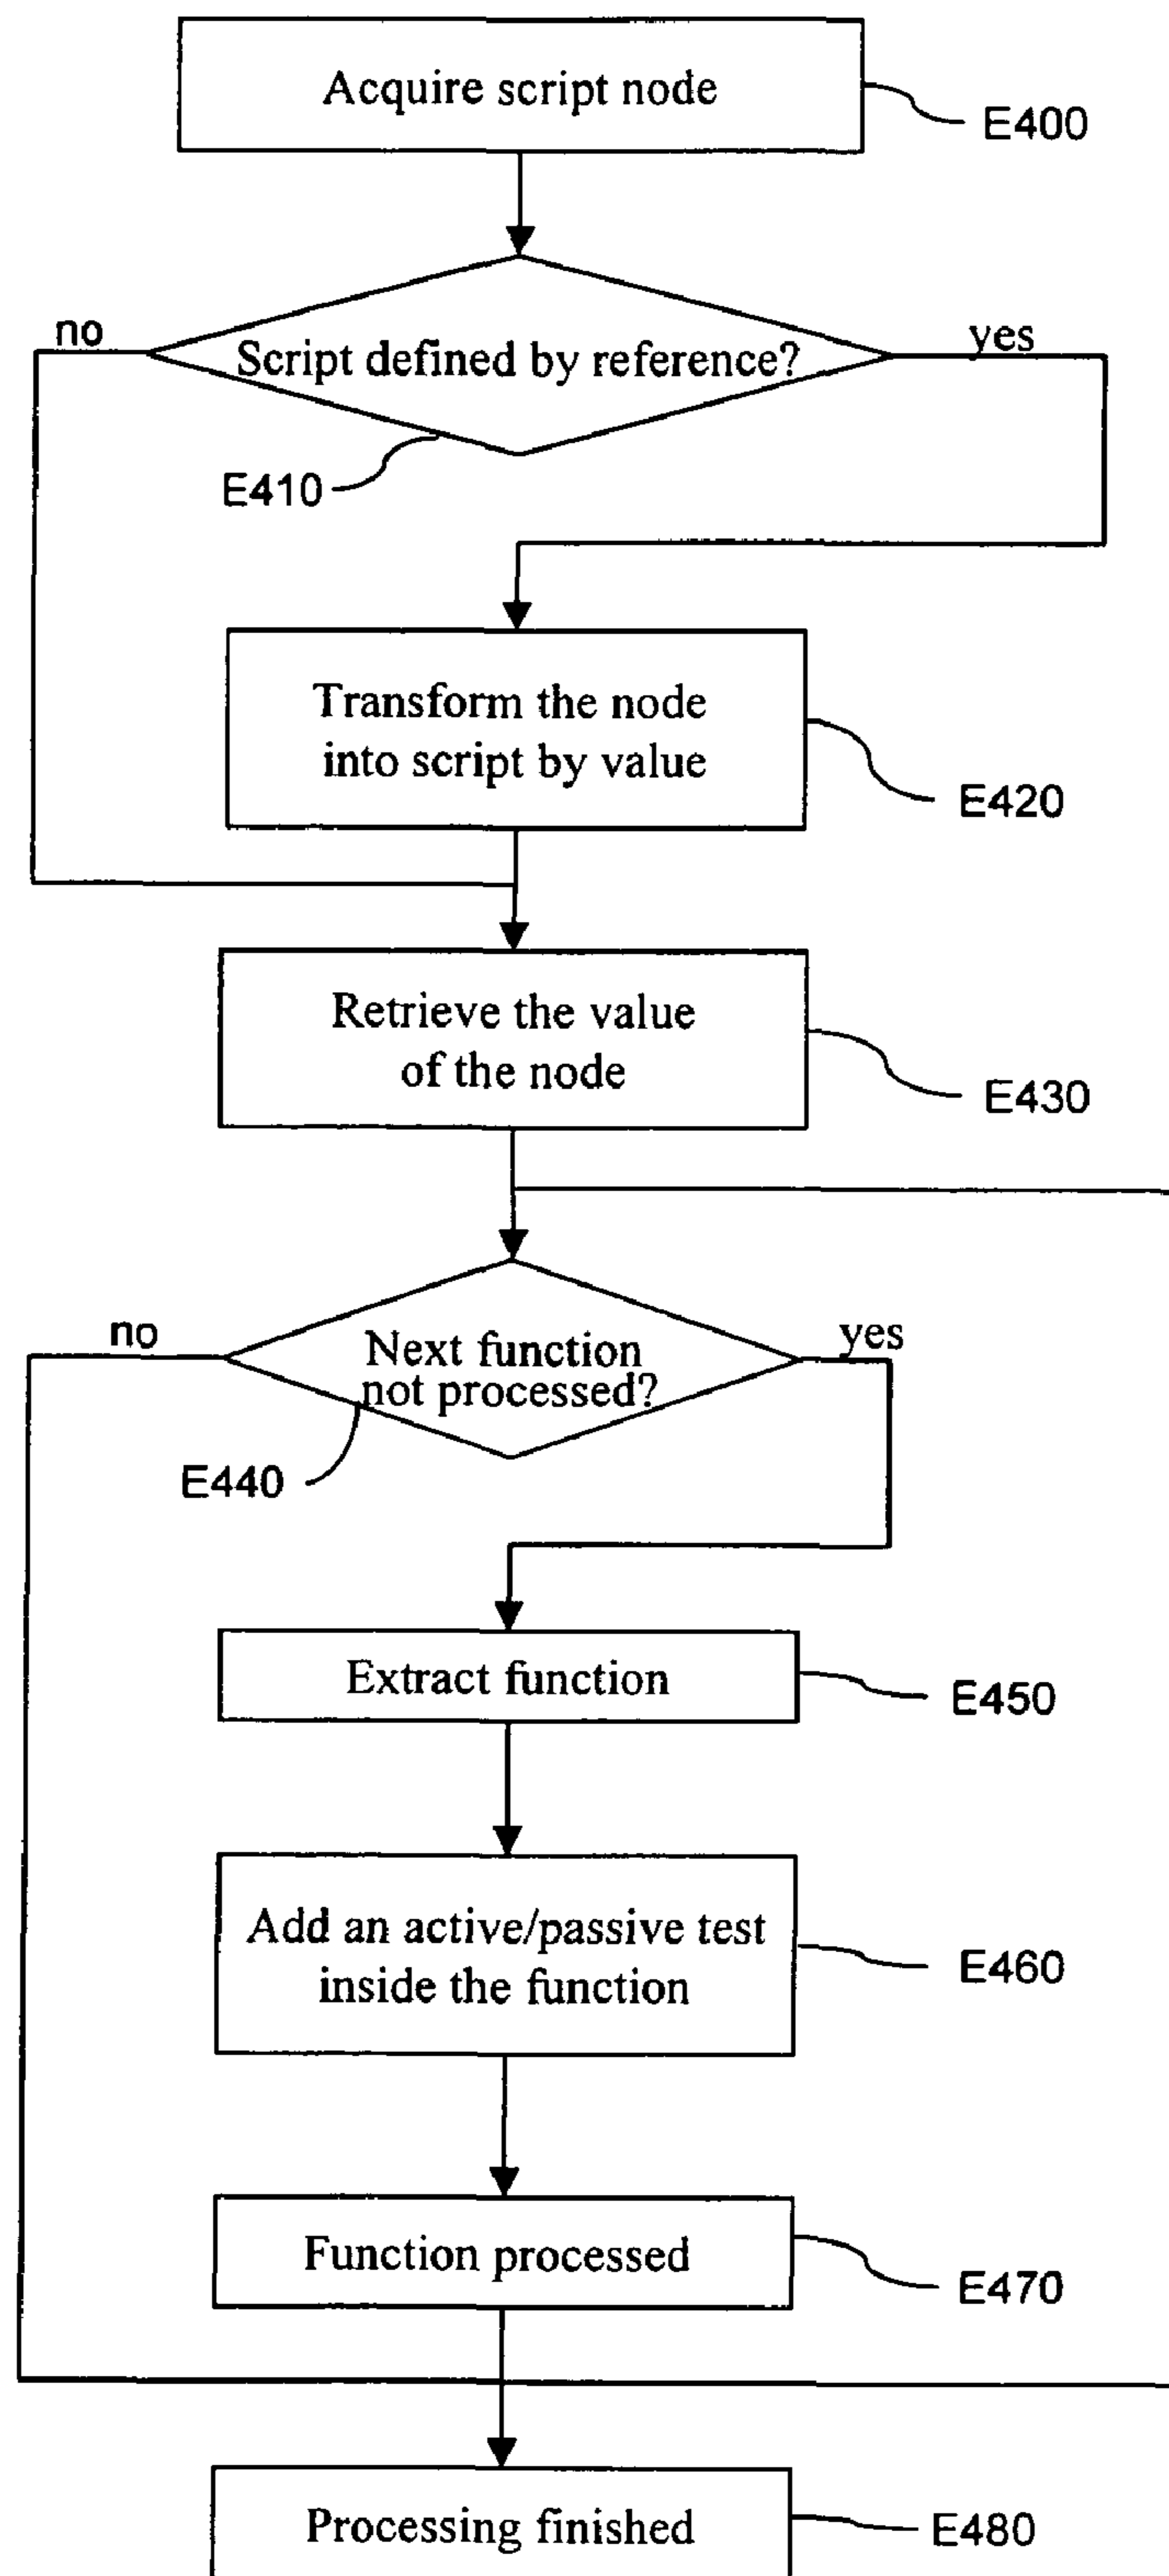 Acquire script node
E400
no
yes
Script defined by reference?
E410
Transform the node
into script by value
E420
Retrieve the value
of the node
E430
no
yes
Next function
not processed?
E440
Extract function
E450
Add an active/passive test
inside the function
E460
Function processed
E470
Processing finished
E480